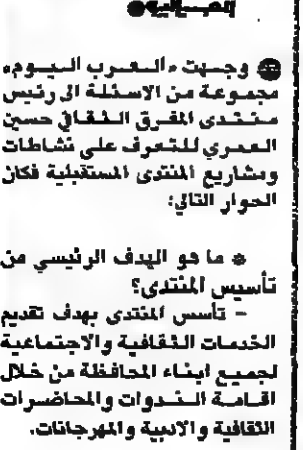 وجهت «العرب اليوم»
مجموعة من الاسئلة الى رئيس
منتدى المفرق الثقافي حسين
العمري للتعرف على نشاطات
ومشاريع المنتدى المستقبلية فكان
الحوار التالي:
* ما هو الهدف الرئيسي من
تأسيس المنتدى؟
- تأسس المنتدى بهدف تقديم
الخدمات الثقافية والاجتماعية
لجميع ابناء المحافظة من خلال
اقامة الندوات والمحاضرات
الثقافية والادبية والمهرجانات.